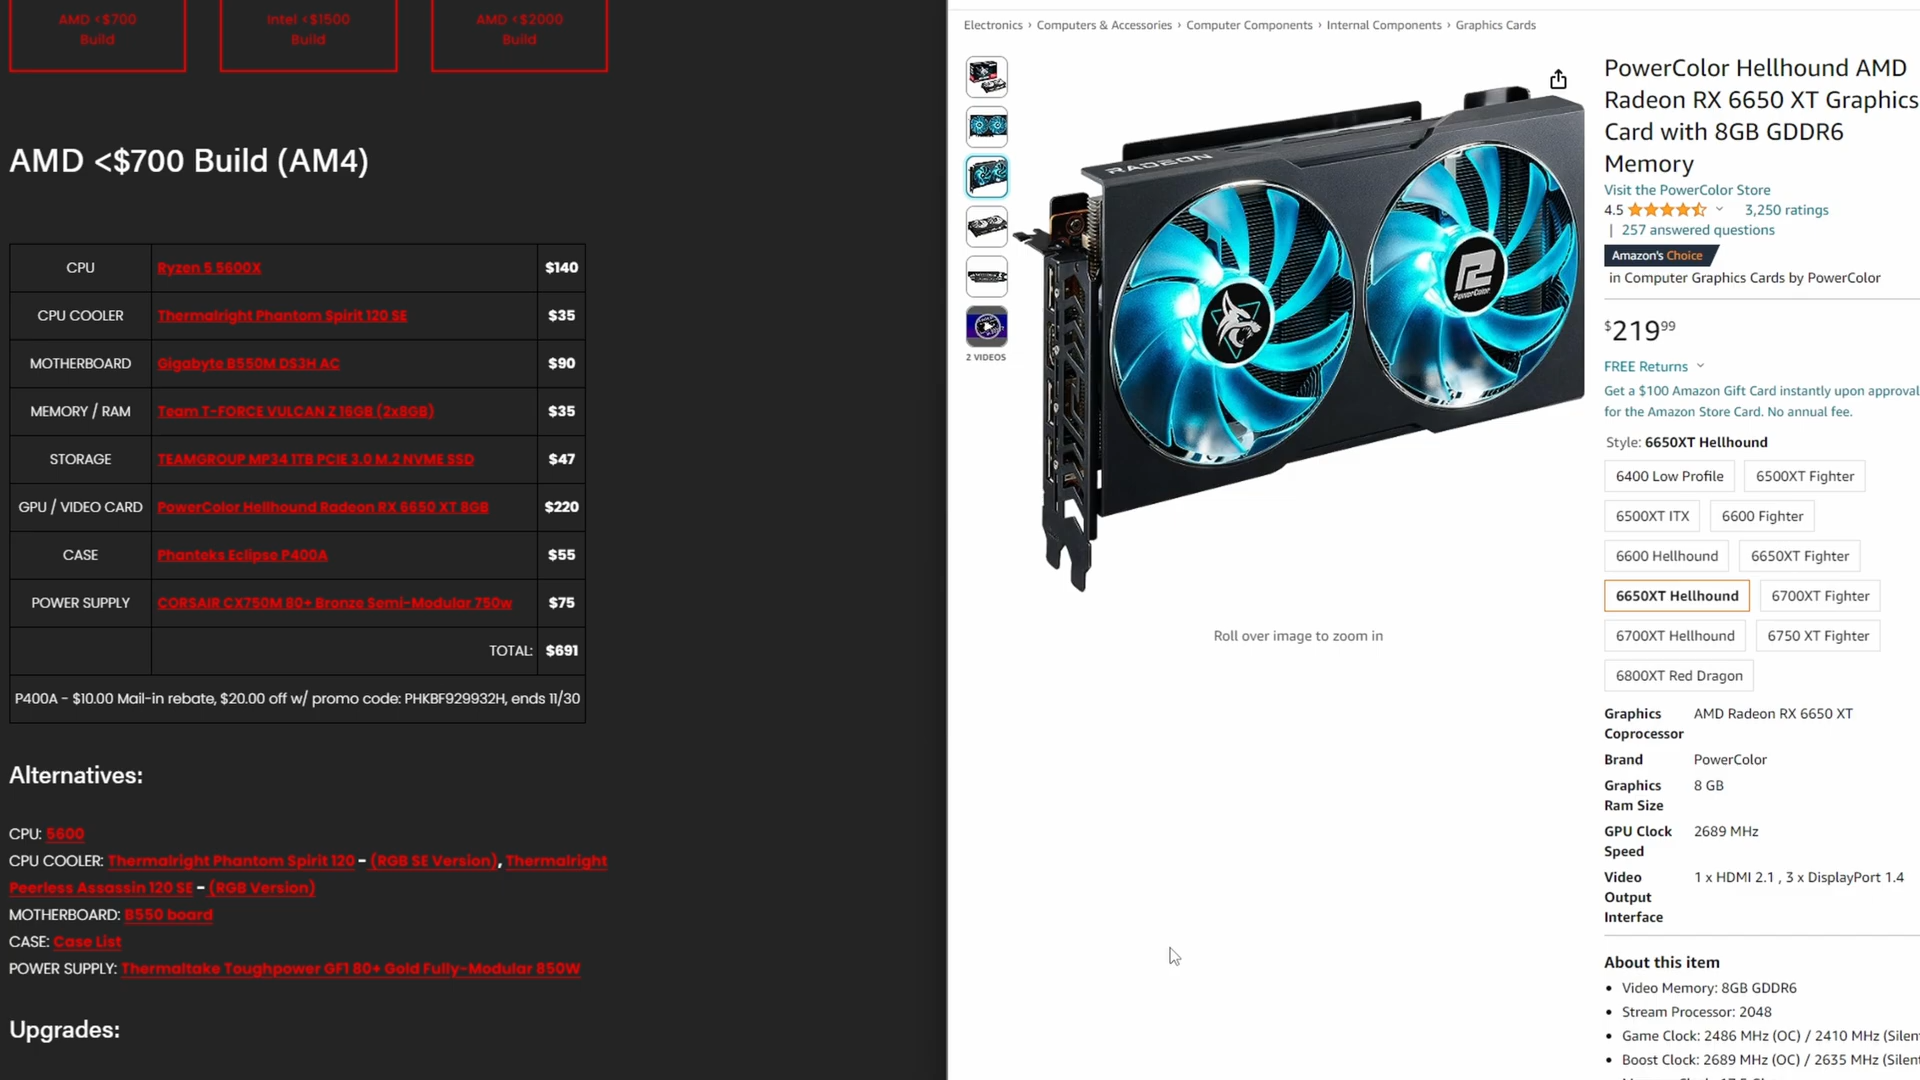 AMD <$700
Build
Intel <$1500
Build
AMD <$2000
Build
AMD <$700 Build (AM4)
CPU Ryzen 5 5600X $140
CPU COOLER Thermalright Phantom Spirit 120 SE $35
MOTHERBOARD Gigabyte B550M DS3H AC $90
MEMORY / RAM Team T-FORCE VULCAN Z 16GB (2x8GB) $35
STORAGE TEAMGROUP MP34 1TB PCIE 3.0 M.2 NVME SSD $47
GPU / VIDEO CARD PowerColor Hellhound Radeon RX 6650 XT 8GB $220
CASE Phanteks Eclipse P400A $55
POWER SUPPLY CORSAIR CX750M 80+ Bronze Semi-Modular 750w $75
TOTAL: $691
P400A - $10.00 Mail-in rebate, $20.00 off w/ promo code: PHKBF929932H, ends 11/30
Alternatives:
CPU: 5600
CPU COOLER: Thermalright Phantom Spirit 120 - (RGB SE Version), Thermalright
Peerless Assassin 120 SE - (RGB Version)
MOTHERBOARD: B550 board
CASE: Case List
POWER SUPPLY: Thermaltake Toughpower GF1 80+ Gold Fully-Modular 850W
Upgrades:
Electronics › Computers & Accessories › Computer Components › Internal Components › Graphics Cards
RADEON
PowerColor
2 VIDEOS
Roll over image to zoom in
PowerColor Hellhound AMD
Radeon RX 6650 XT Graphics
Card with 8GB GDDR6
Memory
Visit the PowerColor Store
4.5 3,250 ratings
| 257 answered questions
Amazon's Choice
in Computer Graphics Cards by PowerColor
$21999
FREE Returns
Get a $100 Amazon Gift Card instantly upon approval
for the Amazon Store Card. No annual fee.
Style: 6650XT Hellhound
6400 Low Profile 6500XT Fighter
6500XT ITX 6600 Fighter
6600 Hellhound 6650XT Fighter
6650XT Hellhound 6700XT Fighter
6700XT Hellhound 6750 XT Fighter
6800XT Red Dragon
Graphics Coprocessor AMD Radeon RX 6650 XT
Brand PowerColor
Graphics Ram Size 8 GB
GPU Clock Speed 2689 MHz
Video Output Interface 1 x HDMI 2.1 , 3 x DisplayPort 1.4
About this item
• Video Memory: 8GB GDDR6
• Stream Processor: 2048
• Game Clock: 2486 MHz (OC) / 2410 MHz (Silen
• Boost Clock: 2689 MHz (OC) / 2635 MHz (Silen